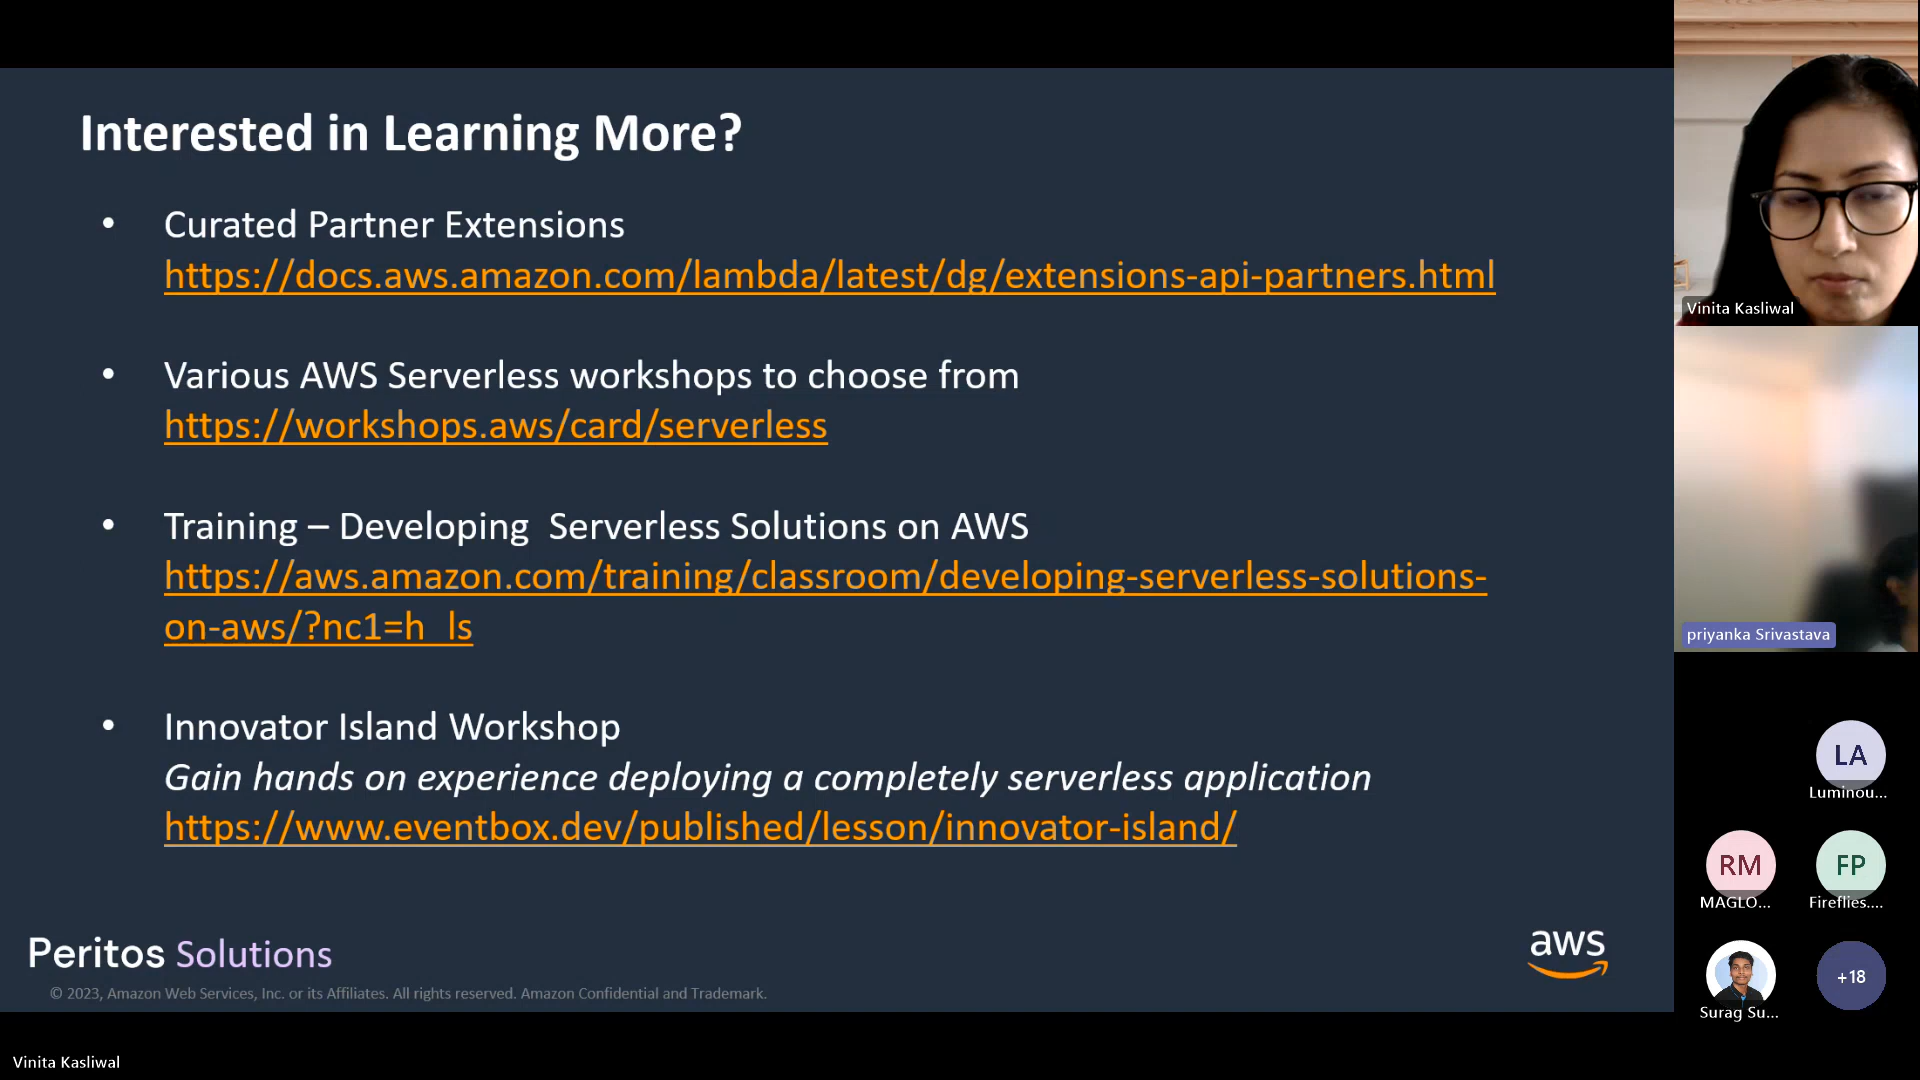 Interested in Learning More?
• Curated Partner Extensions
https://docs.aws.amazon.com/lambda/latest/dg/extensions-api-partners.html
• Various AWS Serverless workshops to choose from
https://workshops.aws/card/serverless
• Training – Developing  Serverless Solutions on AWS
https://aws.amazon.com/training/classroom/developing-serverless-solutions-
on-aws/?nc1=h_ls
• Innovator Island Workshop
Gain hands on experience deploying a completely serverless application
https://www.eventbox.dev/published/lesson/innovator-island/
Peritos Solutions
aws
© 2023, Amazon Web Services, Inc. or its Affiliates. All rights reserved. Amazon Confidential and Trademark.
Vinita Kasliwal
Vinita Kasliwal
priyanka Srivastava
LA
Luminou...
RM
MAGLO...
FP
Fireflies....
Surag Su...
+18